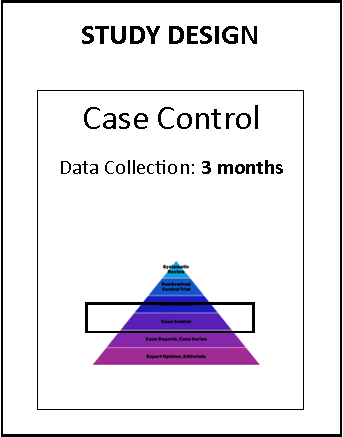 STUDY DESIGN
Case Control
Data Collection: 3 months
Systematic
Review
Randomized
Control Trial
Case Control
Case Reports, Case Series
Expert Opinion, Editorials